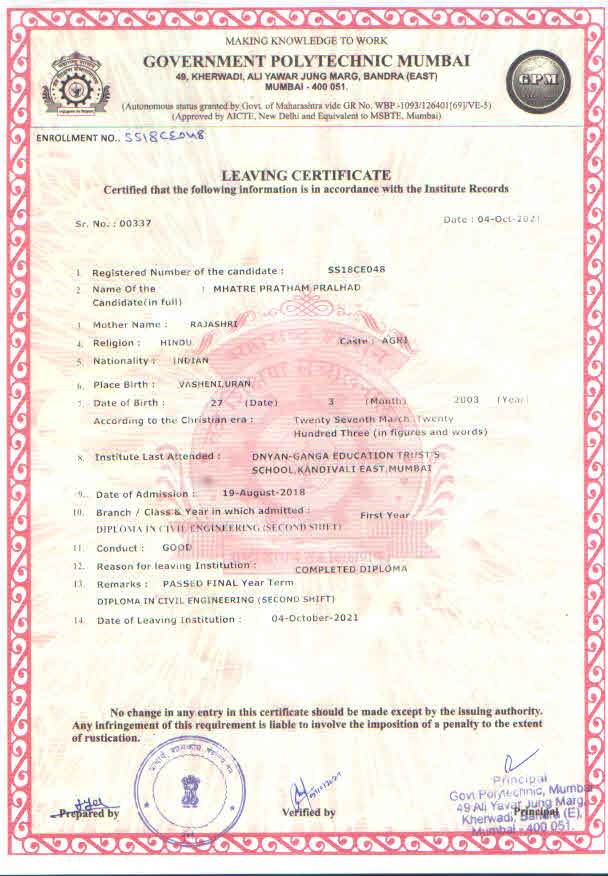 MAKING KNOWLEDGE TO WORK
GOVERNMENT POLYTECHNIC MUMBAI
49, KHERWADI, ALI YAWAR JUNG MARG, BANDRA (EAST)
MUMBAI - 400 051.
(Autonomous status granted by Govt. of Maharashtra vide GR No. WBP -1093/126401[69]/VE-5)
(Approved by AICTE, New Delhi and Equivalent to MSBTE, Mumbai)
GPM
ENROLLMENT NO.. SS18CE048
LEAVING CERTIFICATE
Certified that the following information is in accordance with the Institute Records
Sr. No. : 00337 Date : 04-Oct-2021
1. Registered Number of the candidate : SS18CE048
2. Name Of the : MHATRE PRATHAM PRALHAD
Candidate(in full)
3. Mother Name : RAJASHRI
4. Religion : HINDU Caste : AGRI
5. Nationality : INDIAN
6. Place Birth : VASHENI,URAN
7. Date of Birth : 27 (Date) 3 (Month) 2003 (Year)
According to the Christian era : Twenty Seventh March, Twenty
Hundred Three (in figures and words)
8. Institute Last Attended : DNYAN-GANGA EDUCATION TRUST'S
SCHOOL,KANDIVALI EAST,MUMBAI
9.. Date of Admission : 19-August-2018
10. Branch / Class & Year in which admitted : First Year
DIPLOMA IN CIVIL ENGINEERING (SECOND SHIFT)
11. Conduct : GOOD
12. Reason for leaving Institution : COMPLETED DIPLOMA
13. Remarks : PASSED FINAL Year Term
DIPLOMA IN CIVIL ENGINEERING (SECOND SHIFT)
14. Date of Leaving Institution : 04-October-2021
No change in any entry in this certificate should be made except by the issuing authority.
Any infringement of this requirement is liable to involve the imposition of a penalty to the extent
of rustication.
Prepared by
Verified by
Principal
Principal
Govt Polytechnic, Mumbai
49 Ali Yavar Jung Marg,
Kherwadi, Bandra (E),
Mumbai - 400 051.